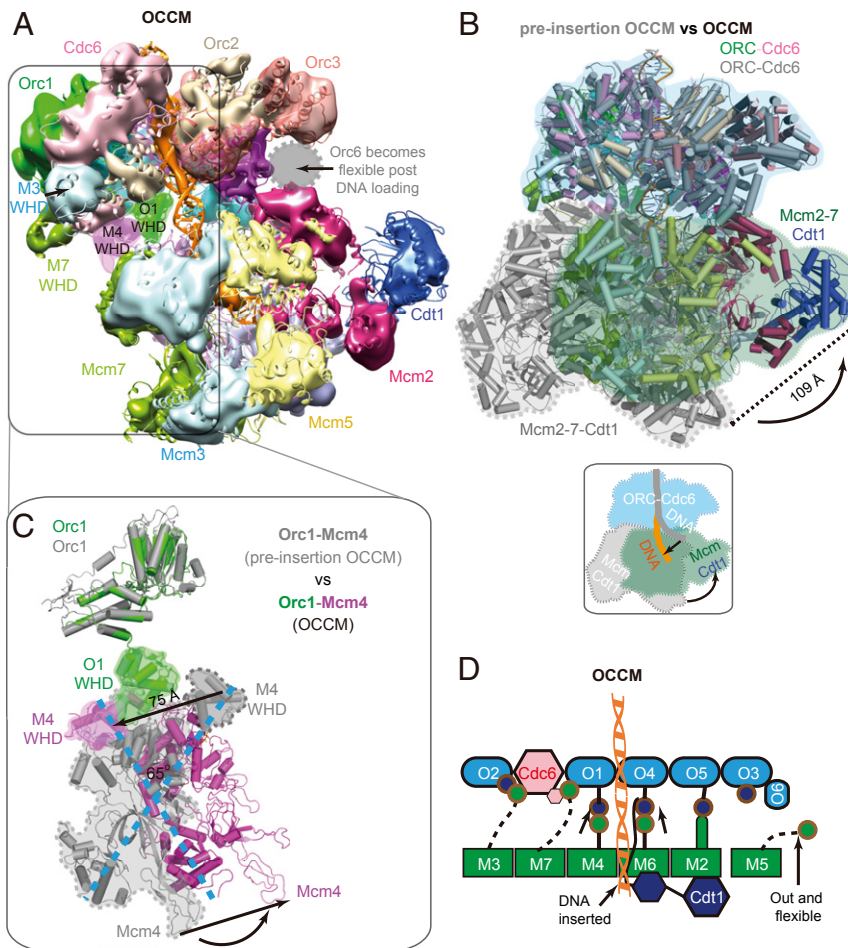 A
OCCM
Cdc6
Orc2
Orc3
Orc1
Orc6 becomes
flexible post
DNA loading
M3
WHD
O1
WHD
M4
WHD
M7
WHD
Cdt1
Mcm7
Mcm2
Mcm5
Mcm3
B
pre-insertion OCCM vs OCCM
ORC-Cdc6
ORC-Cdc6
Mcm2-7
Cdt1
109 Å
Mcm2-7-Cdt1
ORC-Cdc6
DNA
DNA
Mcm
Cdt1
Mcm
Cdt1
C
Orc1
Orc1
Orc1-Mcm4
(pre-insertion OCCM)
vs
Orc1-Mcm4
(OCCM)
O1
WHD
75 Å
M4
WHD
M4
WHD
65°
Mcm4
Mcm4
D
OCCM
O2
Cdc6
O1
O4
O5
O3
O6
M3
M7
M4
M6
M2
M5
DNA
inserted
Cdt1
Out and
flexible